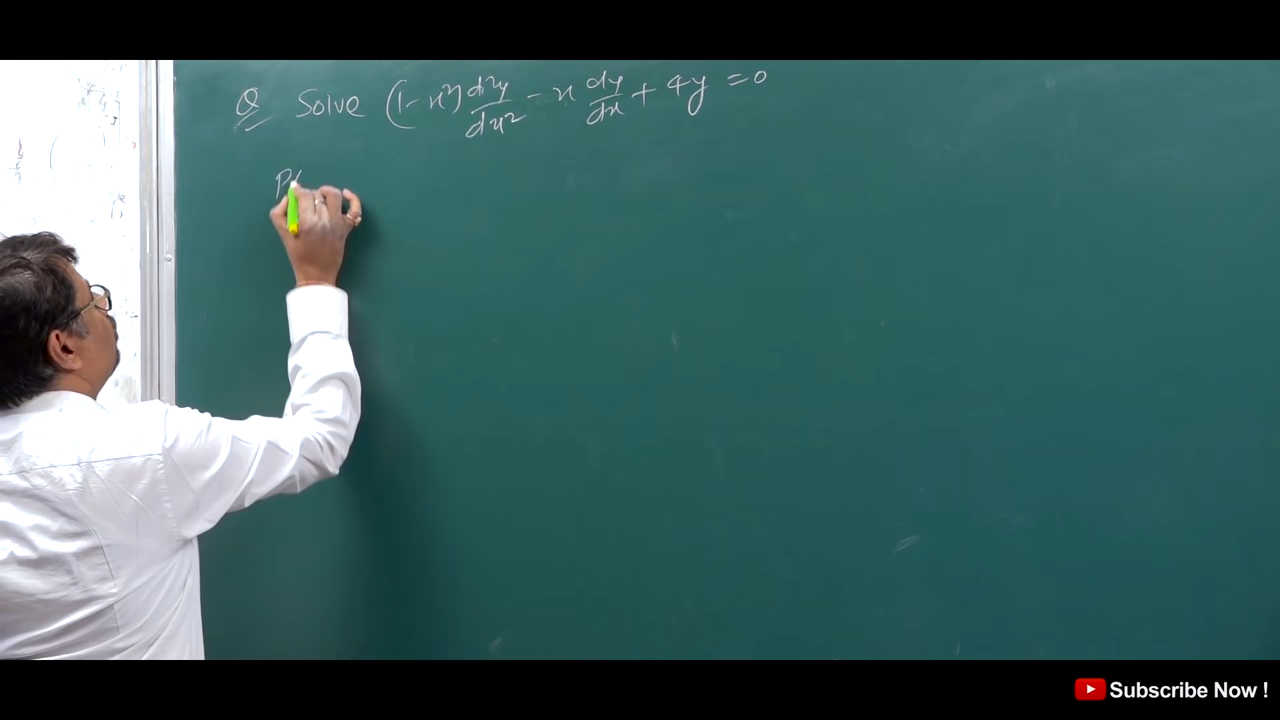 Q Solve (1-x²) d²y/dx² - x dy/dx + 4y = 0
P(
Subscribe Now !